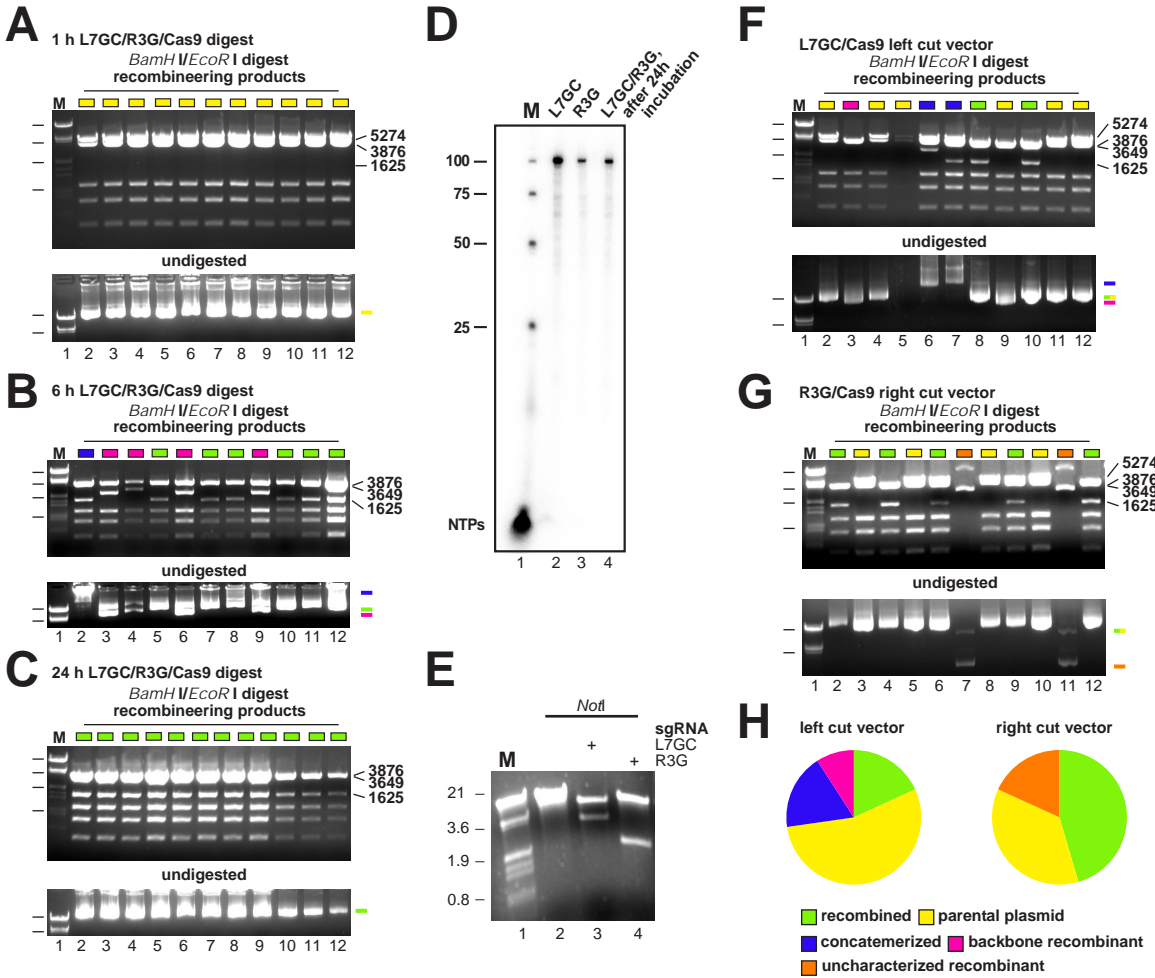 A
1 h L7GC/R3G/Cas9 digest
BamH I/EcoR I digest
recombineering products
M
5274
3876
1625
undigested
1 2 3 4 5 6 7 8 9 10 11 12
B
6 h L7GC/R3G/Cas9 digest
BamH I/EcoR I digest
recombineering products
M
3876
3649
1625
undigested
1 2 3 4 5 6 7 8 9 10 11 12
C
24 h L7GC/R3G/Cas9 digest
BamH I/EcoR I digest
recombineering products
M
3876
3649
1625
undigested
1 2 3 4 5 6 7 8 9 10 11 12
D
M
L7GC
R3G
L7GC/R3G,
after 24h
incubation
100
75
50
25
NTPs
1 2 3 4
E
NotI
sgRNA
+ L7GC
+ R3G
M
21
3.6
1.9
0.8
1 2 3 4
F
L7GC/Cas9 left cut vector
BamH I/EcoR I digest
recombineering products
M
5274
3876
3649
1625
undigested
1 2 3 4 5 6 7 8 9 10 11 12
G
R3G/Cas9 right cut vector
BamH I/EcoR I digest
recombineering products
M
5274
3876
3649
1625
undigested
1 2 3 4 5 6 7 8 9 10 11 12
H
left cut vector right cut vector
recombined parental plasmid
concatemerized backbone recombinant
uncharacterized recombinant